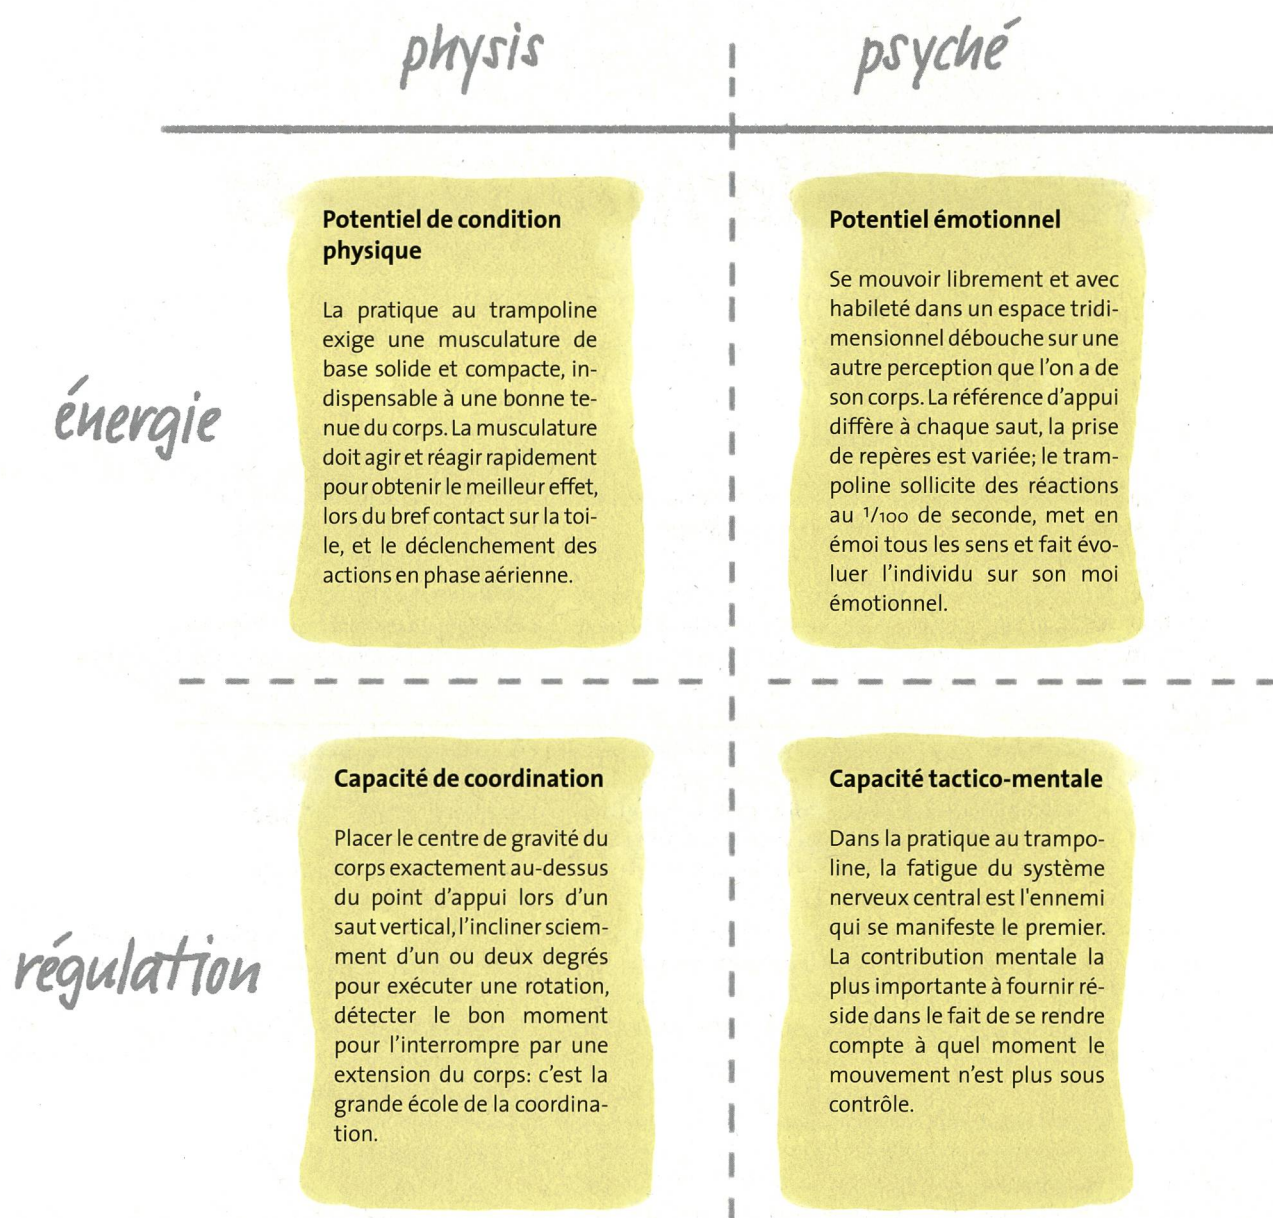 physis
psyché
énergie
Potentiel de condition
physique
La pratique au trampoline
exige une musculature de
base solide et compacte, in-
dispensable à une bonne te-
nue du corps. La musculature
doit agir et réagir rapidement
pour obtenir le meilleur effet,
lors du bref contact sur la toi-
le, et le déclenchement des
actions en phase aérienne.
Potentiel émotionnel
Se mouvoir librement et avec
habileté dans un espace tridi-
mensionnel débouche sur une
autre perception que l'on a de
son corps. La référence d'appui
diffère à chaque saut, la prise
de repères est variée; le tram-
poline sollicite des réactions
au 1/100 de seconde, met en
émoi tous les sens et fait évo-
luer l'individu sur son moi
émotionnel.
régulation
Capacité de coordination
Placer le centre de gravité du
corps exactement au-dessus
du point d'appui lors d'un
saut vertical, l'incliner sciem-
ment d'un ou deux degrés
pour exécuter une rotation,
détecter le bon moment
pour l'interrompre par une
extension du corps: c'est la
grande école de la coordina-
tion.
Capacité tactico-mentale
Dans la pratique au trampo-
line, la fatigue du système
nerveux central est l'ennemi
qui se manifeste le premier.
La contribution mentale la
plus importante à fournir ré-
side dans le fait de se rendre
compte à quel moment le
mouvement n'est plus sous
contrôle.